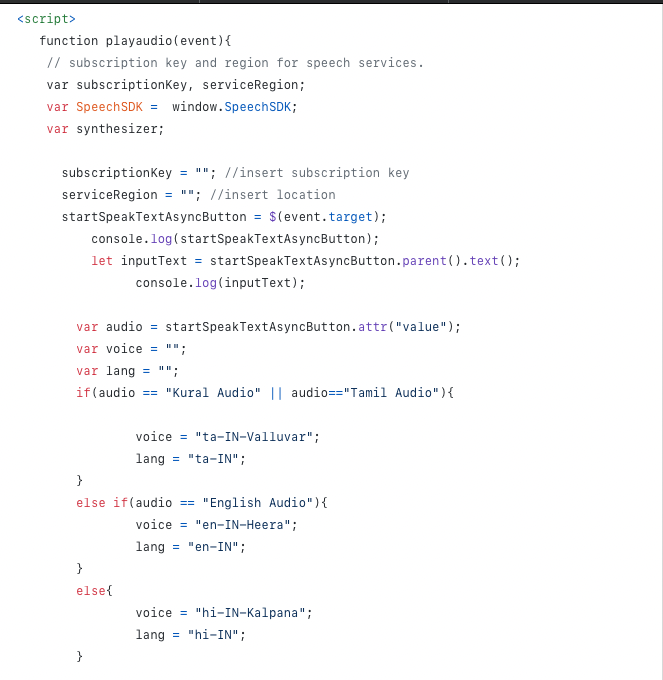 <script>
function playaudio(event){
// subscription key and region for speech services.
var subscriptionKey, serviceRegion;
var SpeechSDK =  window.SpeechSDK;
var synthesizer;
subscriptionKey = ""; //insert subscription key
serviceRegion = ""; //insert location
startSpeakTextAsyncButton = $(event.target);
console.log(startSpeakTextAsyncButton);
let inputText = startSpeakTextAsyncButton.parent().text();
console.log(inputText);
var audio = startSpeakTextAsyncButton.attr("value");
var voice = "";
var lang = "";
if(audio == "Kural Audio" || audio=="Tamil Audio"){
voice = "ta-IN-Valluvar";
lang = "ta-IN";
}
else if(audio == "English Audio"){
voice = "en-IN-Heera";
lang = "en-IN";
}
else{
voice = "hi-IN-Kalpana";
lang = "hi-IN";
}